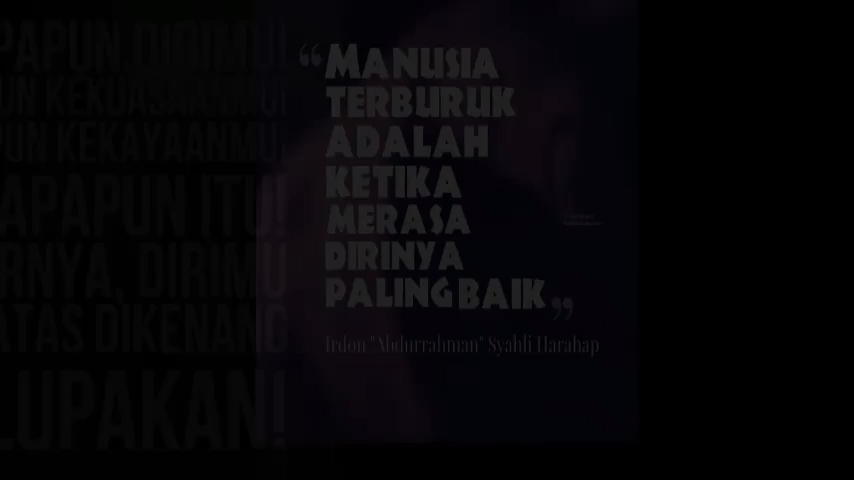 APAPUN DIRIMU!
UN KEKUASAANMU!
PUN KEKAYAANMU,
APAPUN ITU!
RNYA, DIRIMU
ATAS DIKENANG
LUPAKAN!
“MANUSIA
TERBURUK
ADALAH
KETIKA
MERASA
DIRINYA
PALING BAIK„
Irdon "Abdurrahman" Syahli Harahap